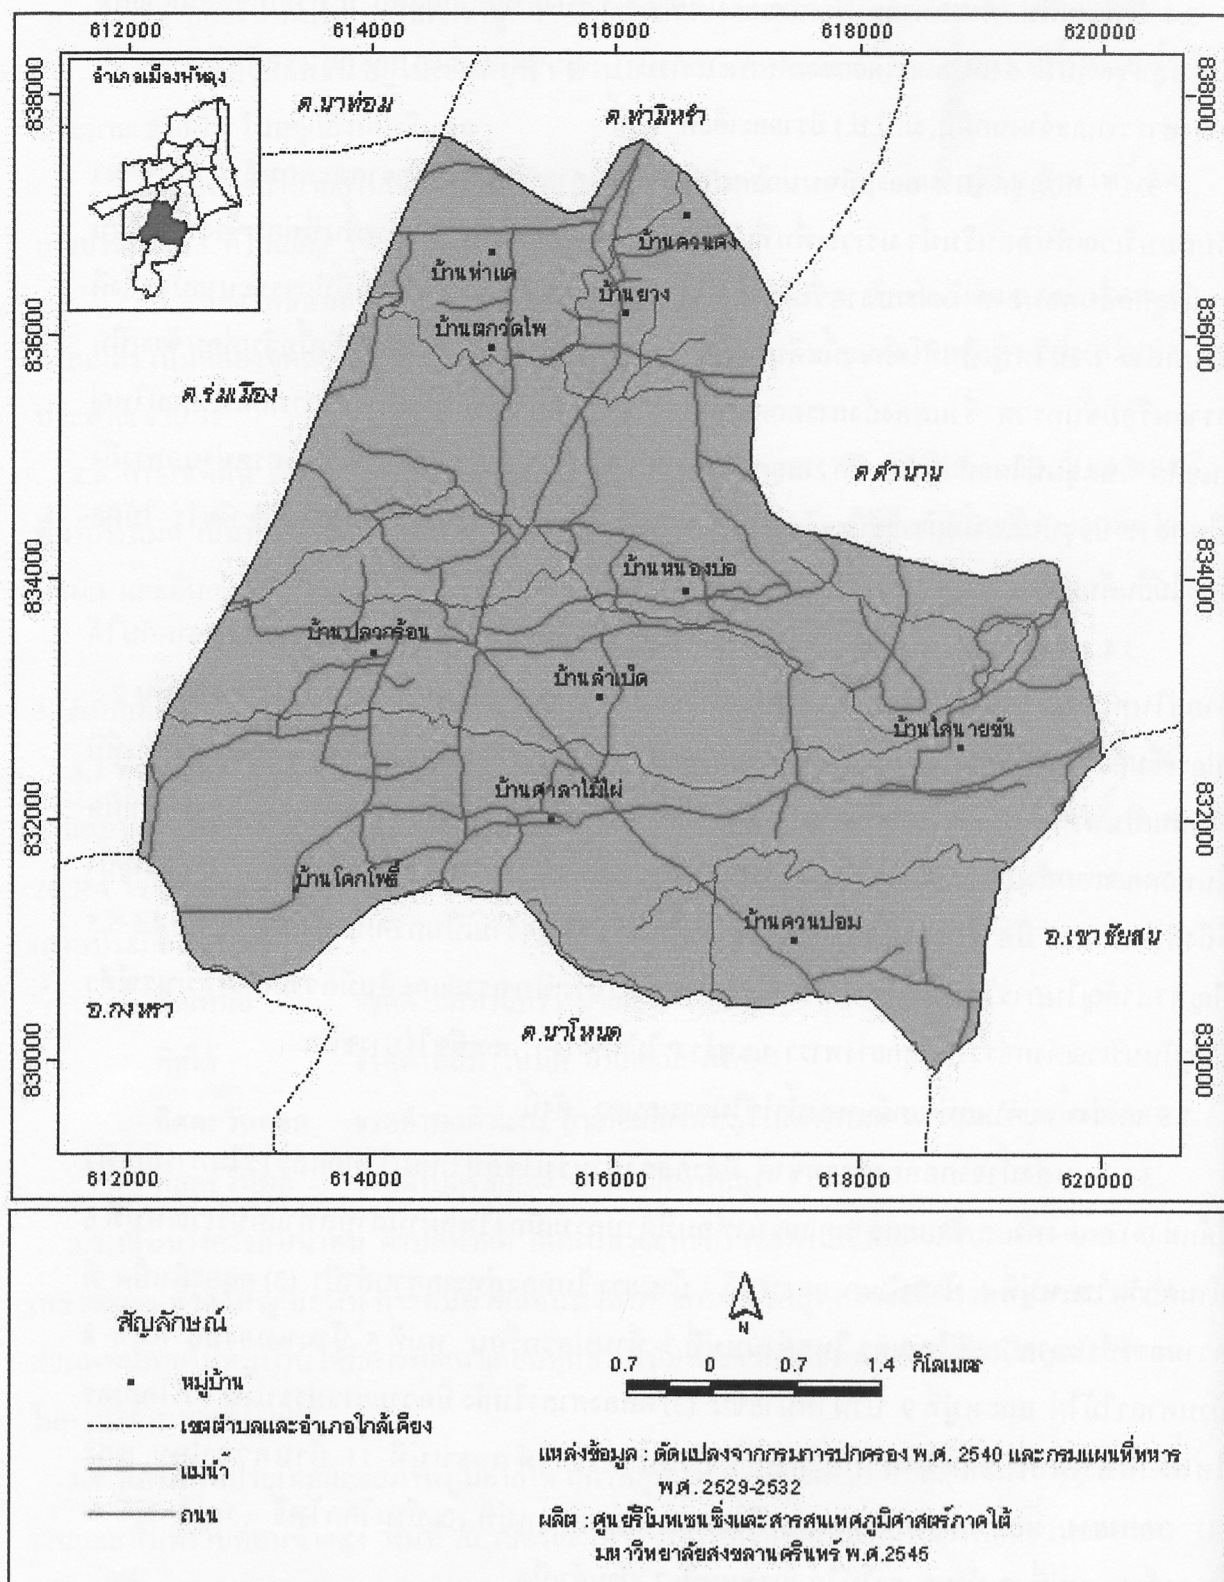 612000 614000 616000 618000 620000
838000
838000
อำเภอเมืองพัทลุง
ต.นาท่อม
ต.ท่ามิหรำ
บ้านควนดง
บ้านท่าแค
บ้านยาง
836000
836000
บ้านตกวัดโพ
ต.ร่มเมือง
ต.ตำนาน
834000
834000
บ้านหนองบ่อ
บ้านปลวกร้อน
บ้านลำเบ็ด
บ้านโคนายขัน
บ้านศาลาไม้ไผ่
832000
832000
บ้านโคกโพธิ์
บ้านควนปอม
อ.เขาชัยสน
อ.กงหรา
ต.นาโหนด
830000
830000
612000 614000 616000 618000 620000
สัญลักษณ์
N
0.7 0 0.7 1.4 กิโลเมตร
หมู่บ้าน
เขตตำบลและอำเภอใกล้เคียง
แม่น้ำ
ถนน
แหล่งข้อมูล : ดัดแปลงจากกรมการปกครอง พ.ศ. 2540 และกรมแผนที่ทหาร
พ.ศ. 2529-2532
ผลิต : ศูนย์รีโมทเซนซิ่งและสารสนเทศภูมิศาสตร์ภาคใต้
มหาวิทยาลัยสงขลานครินทร์ พ.ศ.2545